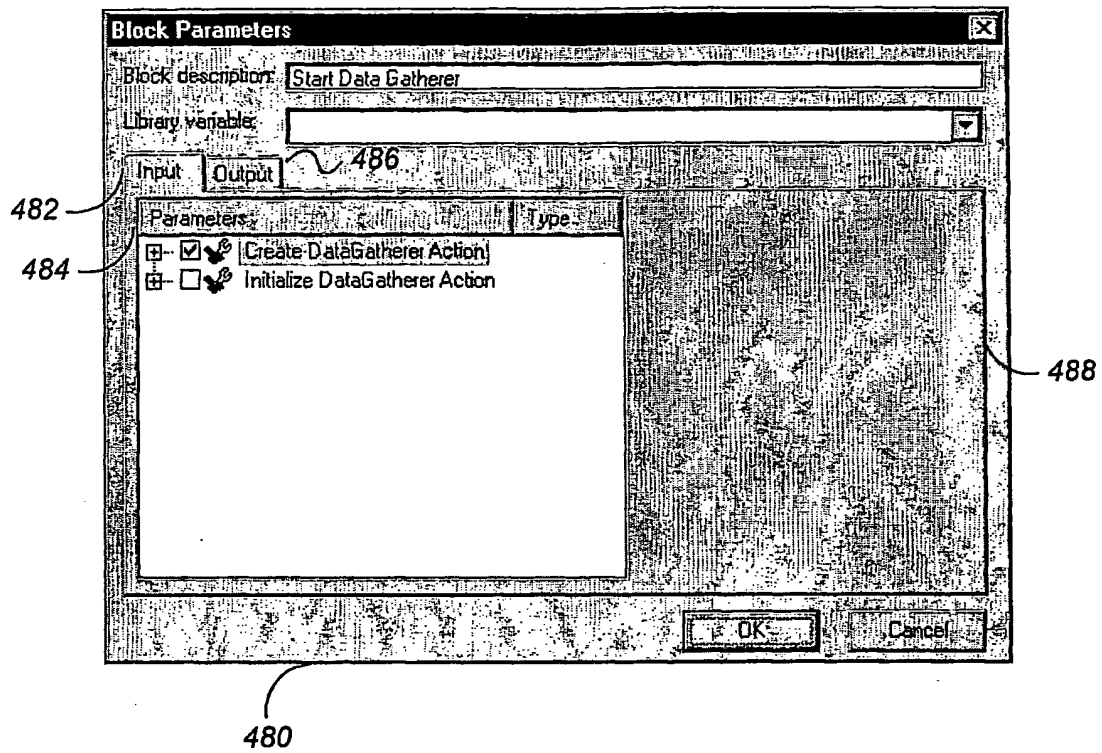 Block Parameters
Block description: Start Data Gatherer
Library variable:
486
Input Output
482
Parameters Type
484
Create DataGatherer Action
Initialize DataGatherer Action
488
OK Cancel
480